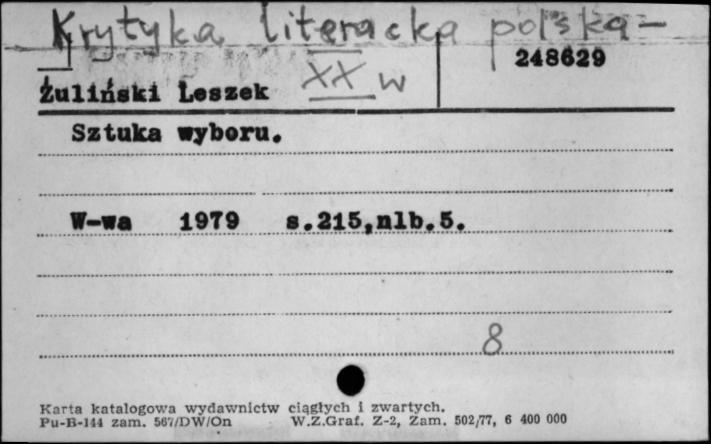 Krytyka literacka polska-
XX w
248629
Żuliński Leszek
Sztuka wyboru.
W-wa 1979 s.215,nlb.5.
8
Karta katalogowa wydawnictw ciągłych i zwartych.
Pu-B-144 zam. 567/DW/On W.Z.Graf. Z-2, Zam. 502/77, 6 400 000